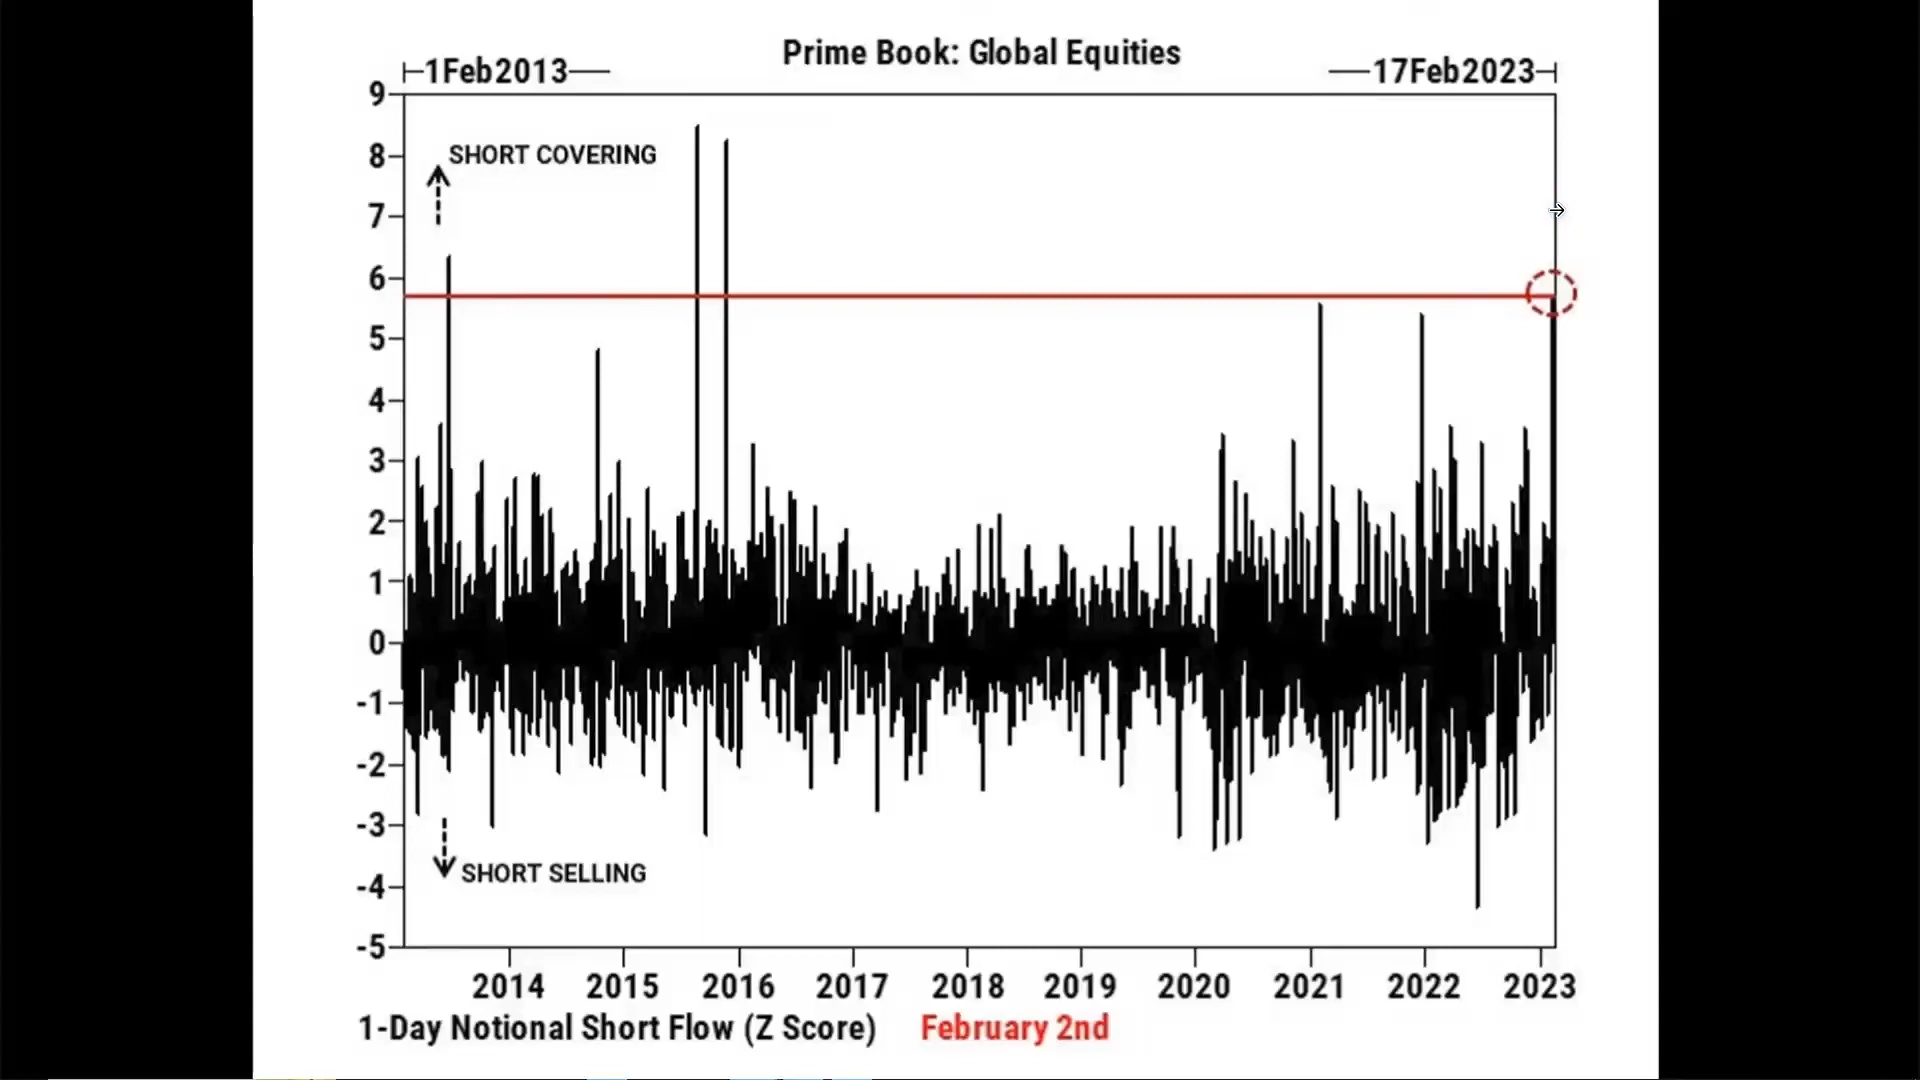 Prime Book: Global Equities
1Feb2013
17Feb2023
9
8
7
6
5
4
3
2
1
0
-1
-2
-3
-4
-5
SHORT COVERING
SHORT SELLING
2014 2015 2016 2017 2018 2019 2020 2021 2022 2023
1-Day Notional Short Flow (Z Score) February 2nd